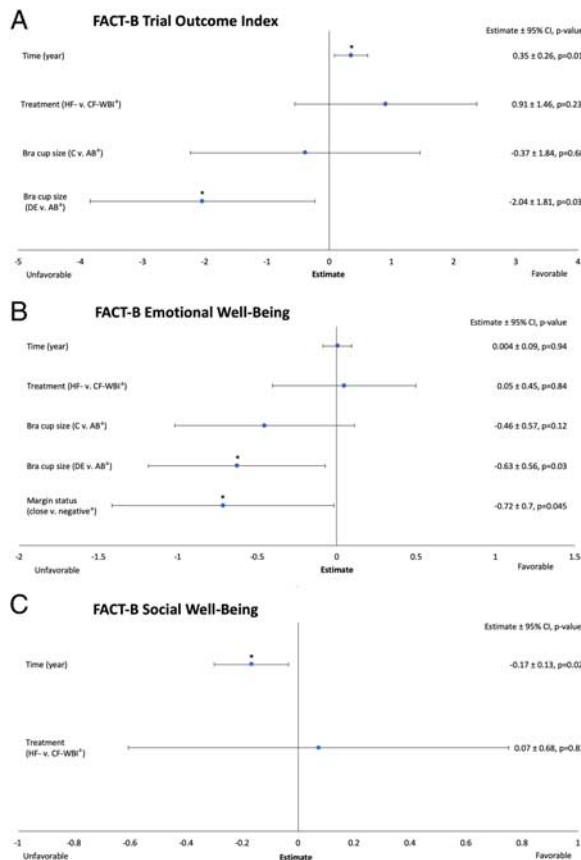 A
FACT-B Trial Outcome Index
Estimate ± 95% CI, p-value
Time (year)
*
0.35 ± 0.26, p=0.01
Treatment (HF- v. CF-WBI⁺)
0.91 ± 1.46, p=0.23
Bra cup size (C v. AB⁺)
-0.37 ± 1.84, p=0.6
Bra cup size
(DE v. AB⁺)
*
-2.04 ± 1.81, p=0.03
-5 -4 -3 -2 -1 0 1 2 3 4
Unfavorable Estimate Favorable
B
FACT-B Emotional Well-Being
Estimate ± 95% CI, p-value
Time (year)
0.004 ± 0.09, p=0.94
Treatment (HF- v. CF-WBI⁺)
0.05 ± 0.45, p=0.84
Bra cup size (C v. AB⁺)
-0.46 ± 0.57, p=0.12
Bra cup size (DE v. AB⁺)
*
-0.63 ± 0.56, p=0.03
Margin status
(close v. negative⁺)
*
-0.72 ± 0.7, p=0.045
-2 -1.5 -1 -0.5 0 0.5 1 1.5
Unfavorable Estimate Favorable
C
FACT-B Social Well-Being
Estimate ± 95% CI, p-value
Time (year)
*
-0.17 ± 0.13, p=0.02
Treatment
(HF- v. CF-WBI⁺)
0.07 ± 0.68, p=0.8
-1 -0.8 -0.6 -0.4 -0.2 0 0.2 0.4 0.6 0.8 1
Unfavorable Estimate Favorable